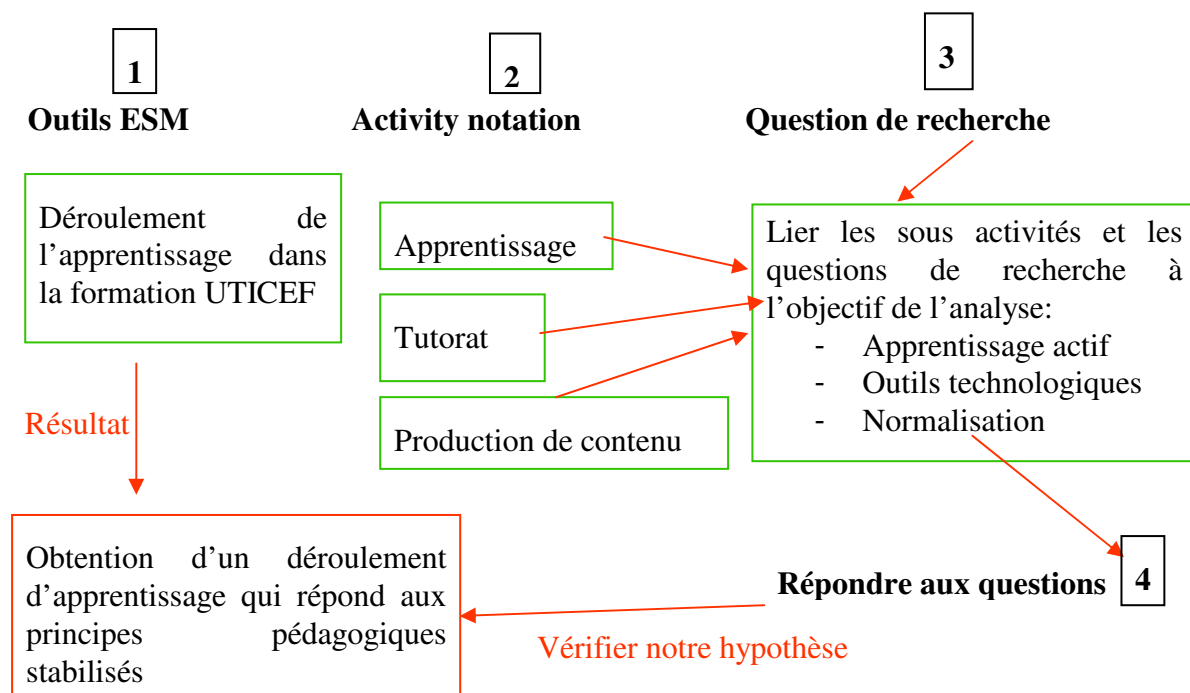 1
Outils ESM
Déroulement de
l’apprentissage dans
la formation UTICEF
Résultat
Obtention d’un déroulement
d’apprentissage qui répond aux
principes pédagogiques
stabilisés
2
Activity notation
Apprentissage
Tutorat
Production de contenu
3
Question de recherche
Lier les sous activités et les
questions de recherche à
l’objectif de l’analyse:
- Apprentissage actif
- Outils technologiques
- Normalisation
Répondre aux questions 4
Vérifier notre hypothèse